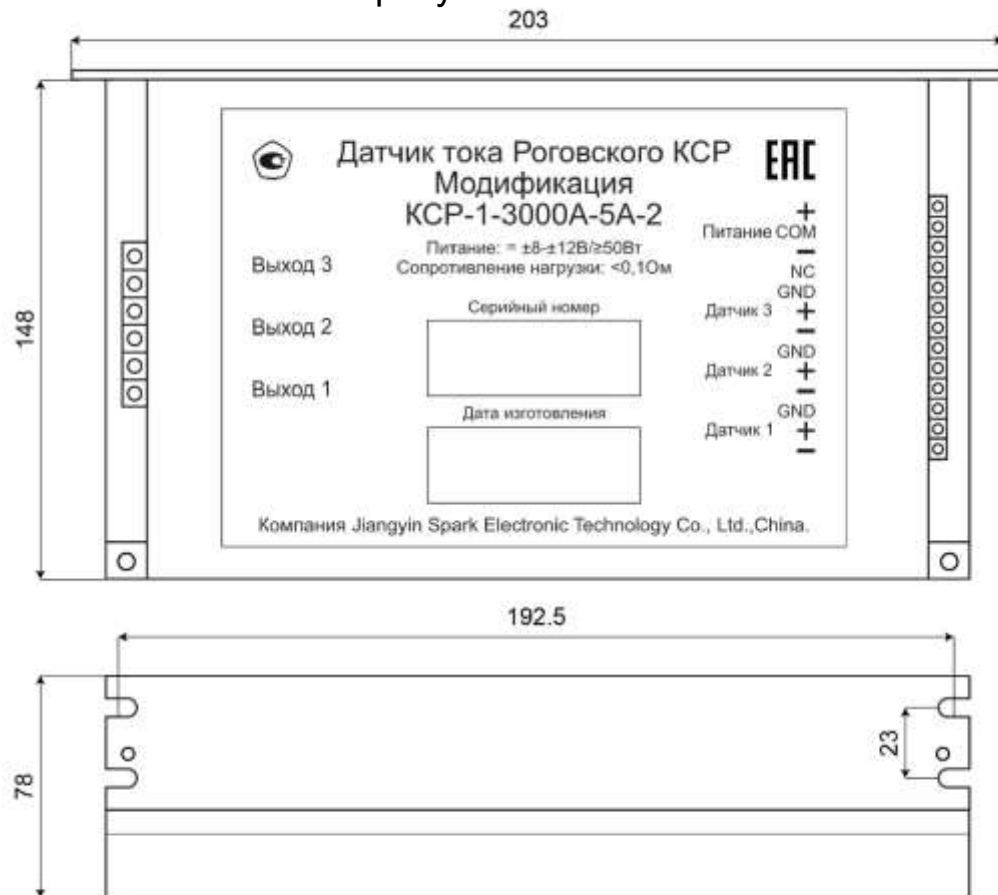 203
148
Датчик тока Роговского КСР
Модификация
КСР-1-3000А-5А-2
Питание: = ±8-±12В/≥50Вт
Сопротивление нагрузки: <0,1Ом
EAC
Выход 3
Выход 2
Выход 1
Серийный номер
Дата изготовления
+
Питание COM
−
NC
GND
Датчик 3 +
−
GND
Датчик 2 +
−
GND
Датчик 1 +
−
Компания Jiangyin Spark Electronic Technology Co., Ltd.,China.
192.5
78
23